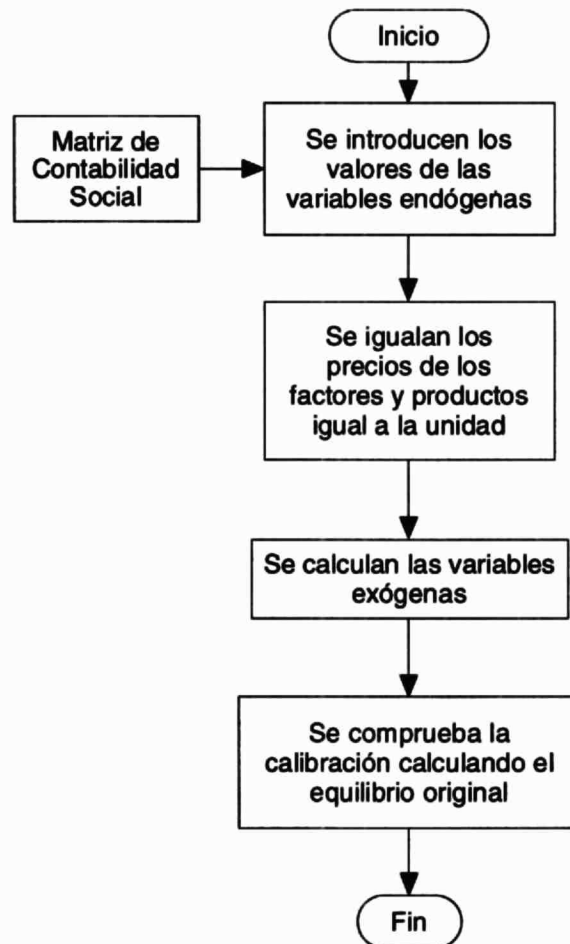 Inicio
Matriz de
Contabilidad
Social
Se introducen los
valores de las
variables endógenas
Se igualan los
precios de los
factores y productos
igual a la unidad
Se calculan las variables
exógenas
Se comprueba la
calibración calculando el
equilibrio original
Fin